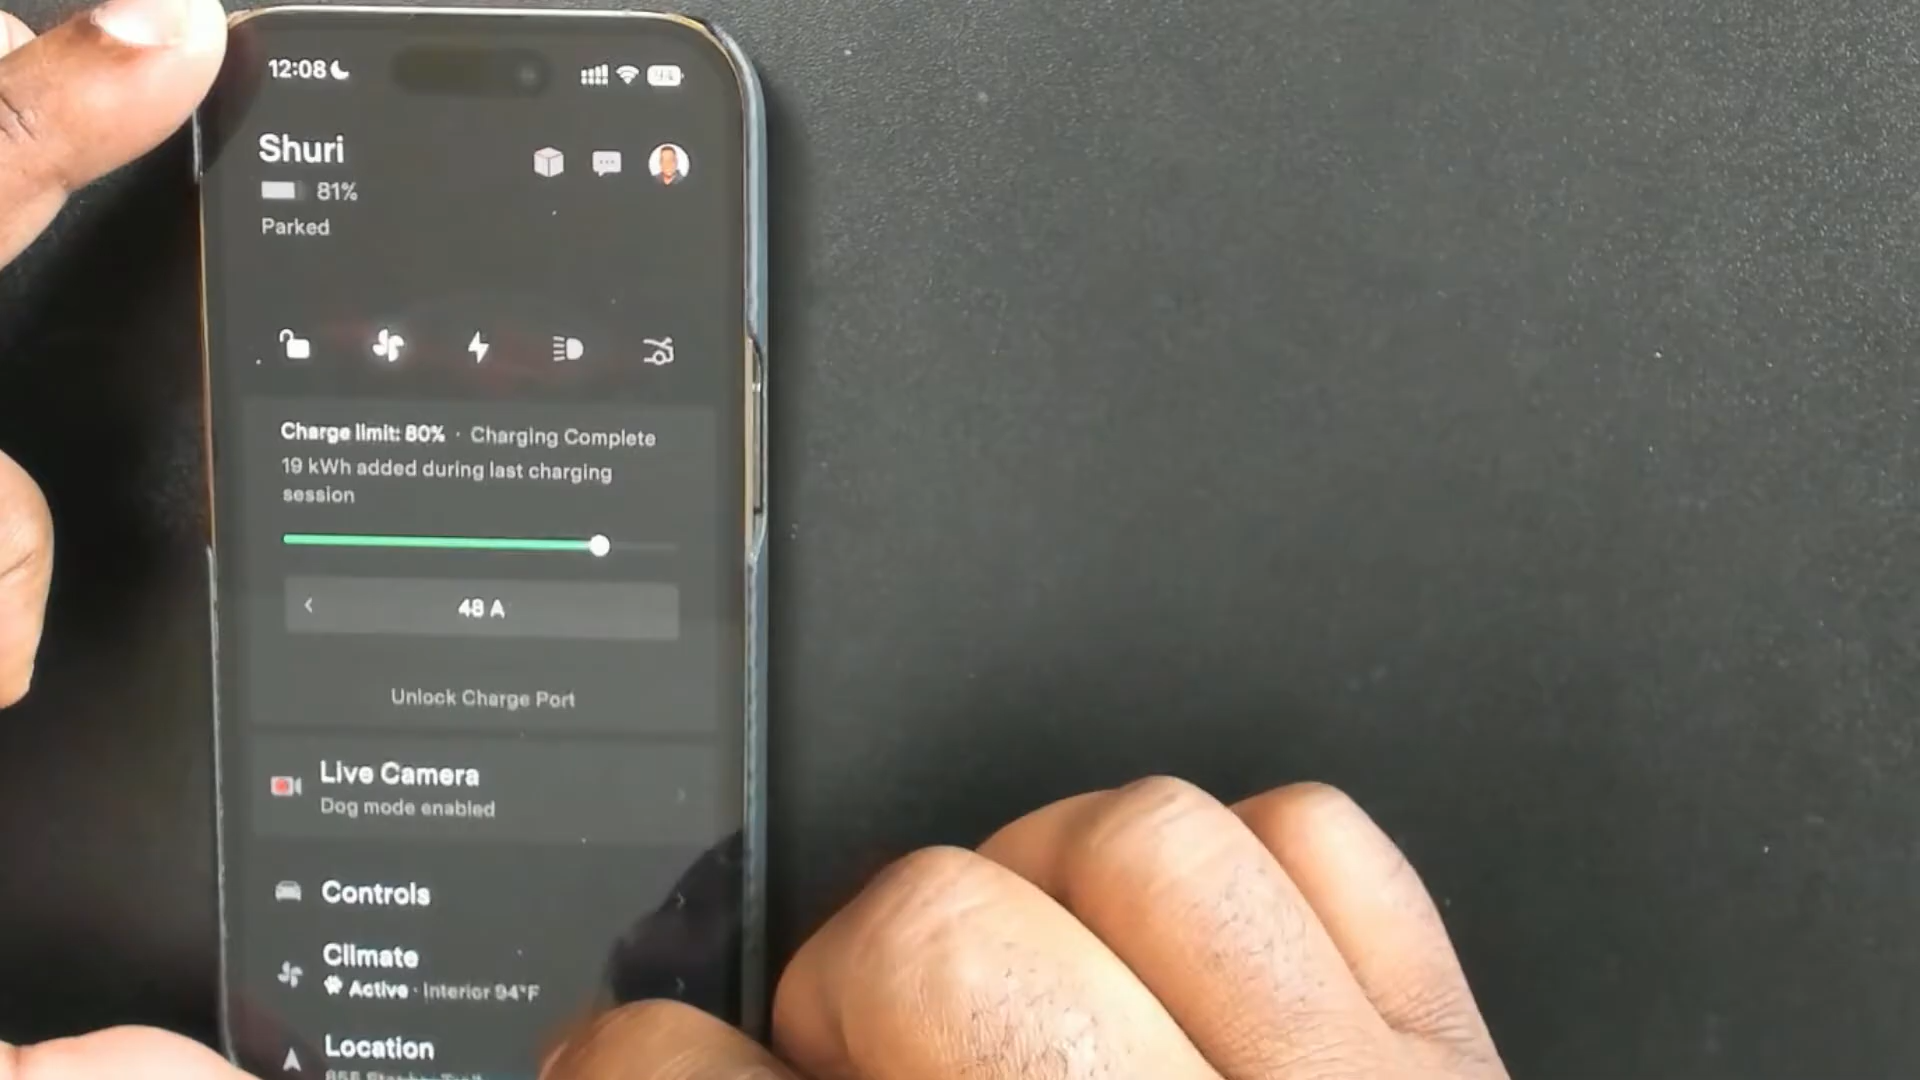 12:08
Shuri
81%
Parked
Charge limit: 80% · Charging Complete
19 kWh added during last charging
session
48 A
Unlock Charge Port
Live Camera
Dog mode enabled
Controls
Climate
Active · Interior 94°F
Location